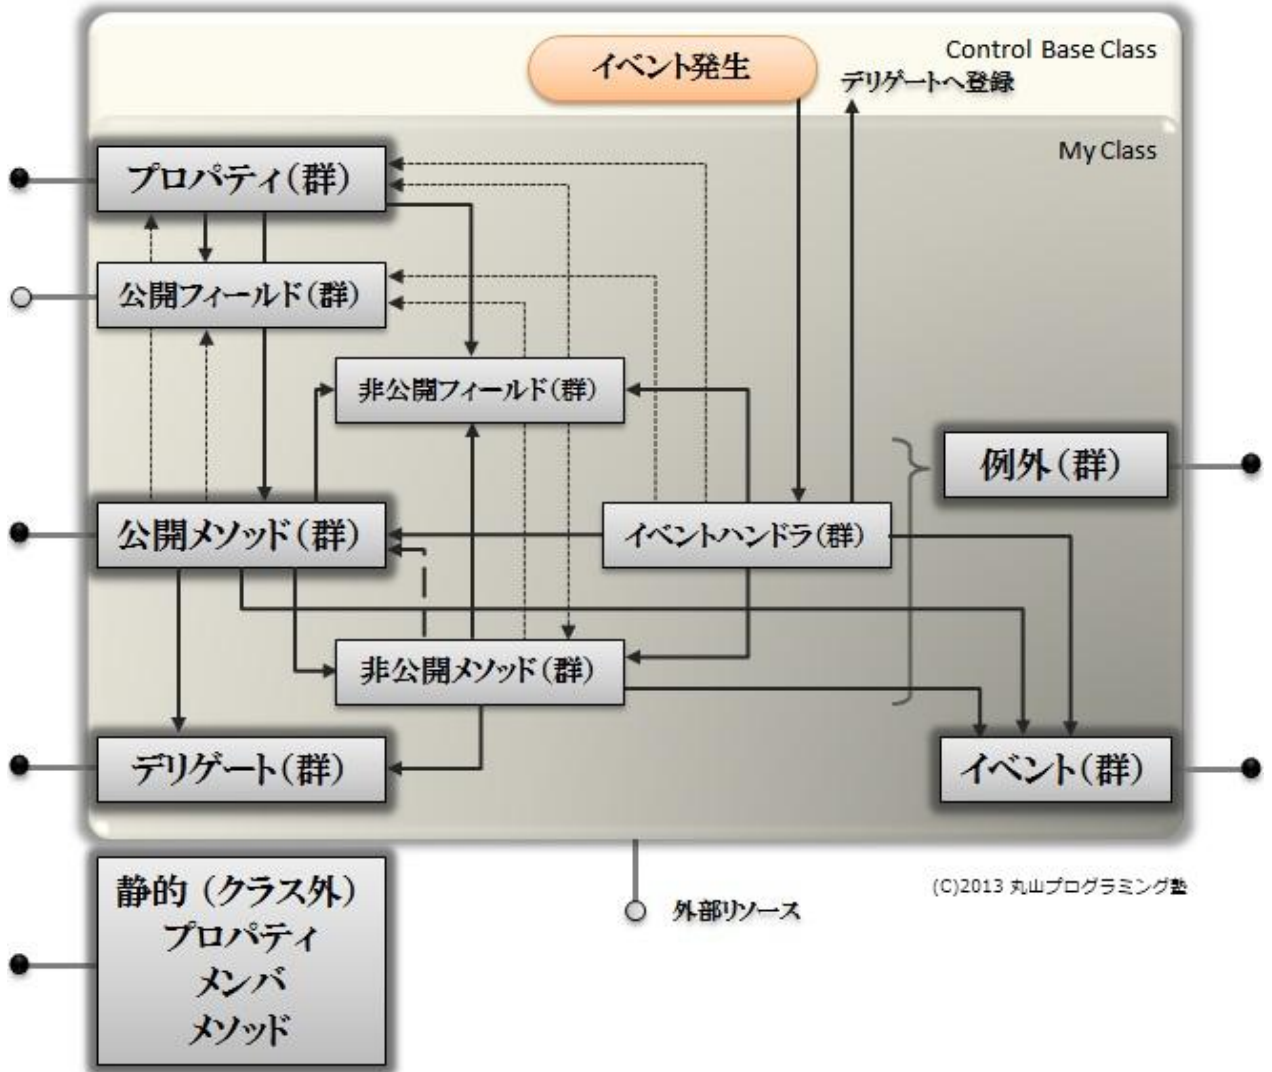 Control Base Class
イベント発生
デリゲートへ登録
My Class
プロパティ(群)
公開フィールド(群)
非公開フィールド(群)
例外(群)
公開メソッド(群)
イベントハンドラ(群)
非公開メソッド(群)
デリゲート(群)
イベント(群)
静的(クラス外)
プロパティ
メンバ
メソッド
(C)2013 丸山プログラミング塾
外部リソース